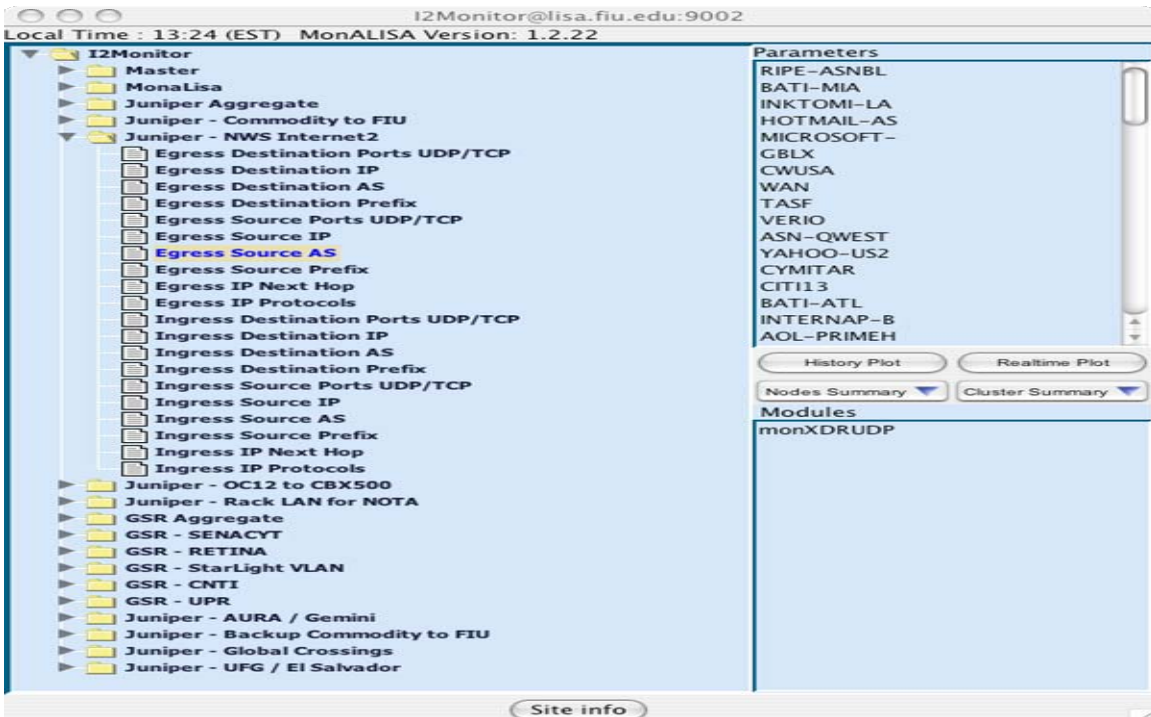 I2Monitor@lisa.fiu.edu:9002
Local Time : 13:24 (EST) MonALISA Version: 1.2.22
I2Monitor
Master
MonaLisa
Juniper Aggregate
Juniper - Commodity to FIU
Juniper - NWS Internet2
Egress Destination Ports UDP/TCP
Egress Destination IP
Egress Destination AS
Egress Destination Prefix
Egress Source Ports UDP/TCP
Egress Source IP
Egress Source AS
Egress Source Prefix
Egress IP Next Hop
Egress IP Protocols
Ingress Destination Ports UDP/TCP
Ingress Destination IP
Ingress Destination AS
Ingress Destination Prefix
Ingress Source Ports UDP/TCP
Ingress Source IP
Ingress Source AS
Ingress Source Prefix
Ingress IP Next Hop
Ingress IP Protocols
Juniper - OC12 to CBX500
Juniper - Rack LAN for NOTA
GSR Aggregate
GSR - SENACYT
GSR - RETINA
GSR - StarLight VLAN
GSR - CNTI
GSR - UPR
Juniper - AURA / Gemini
Juniper - Backup Commodity to FIU
Juniper - Global Crossings
Juniper - UFG / El Salvador
Parameters
RIPE-ASNBL
BATI-MIA
INKTOMI-LA
HOTMAIL-AS
MICROSOFT-
GBLX
CWUSA
WAN
TASF
VERIO
ASN-QWEST
YAHOO-US2
CYMITAR
CITI13
BATI-ATL
INTERNAP-B
AOL-PRIMEH
History Plot
Realtime Plot
Nodes Summary
Cluster Summary
Modules
monXDRUDP
Site info